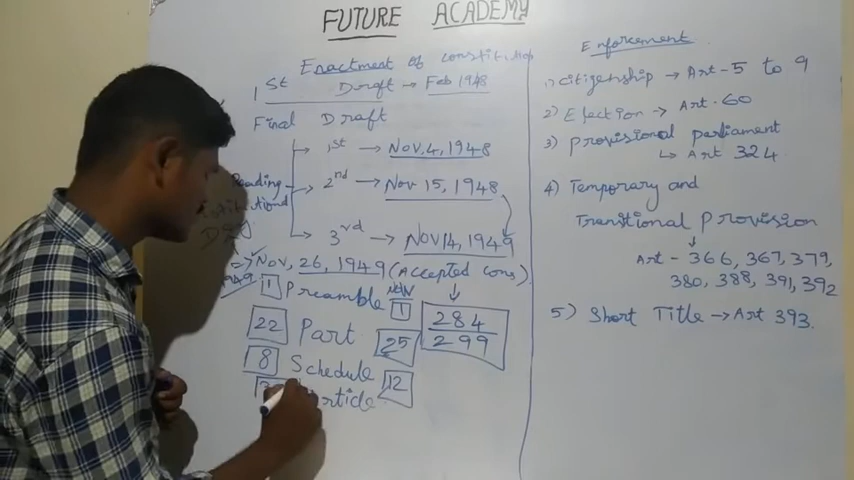 FUTURE ACADEMY
Enactment of constitution
1st Draft → Feb 1948
Final Draft
Reading
1st → Nov, 4, 1948
2nd → Nov 15, 1948
3rd → Nov 14, 1949
⇒ Nov, 26, 1949 (Accepted cons)
1 Preamble Now 1
284
299
22 Part 25
8 Schedule 12
rticle
Enforcement
1) Citizenship → Art - 5 to 9
2) Election → Art. 60
3) Provisional parliament
↳ Art 324.
4) Temporary and
Transitional Provision
↓
Art - 366, 367, 379,
380, 388, 391, 392
5) Short Title → Art 393.